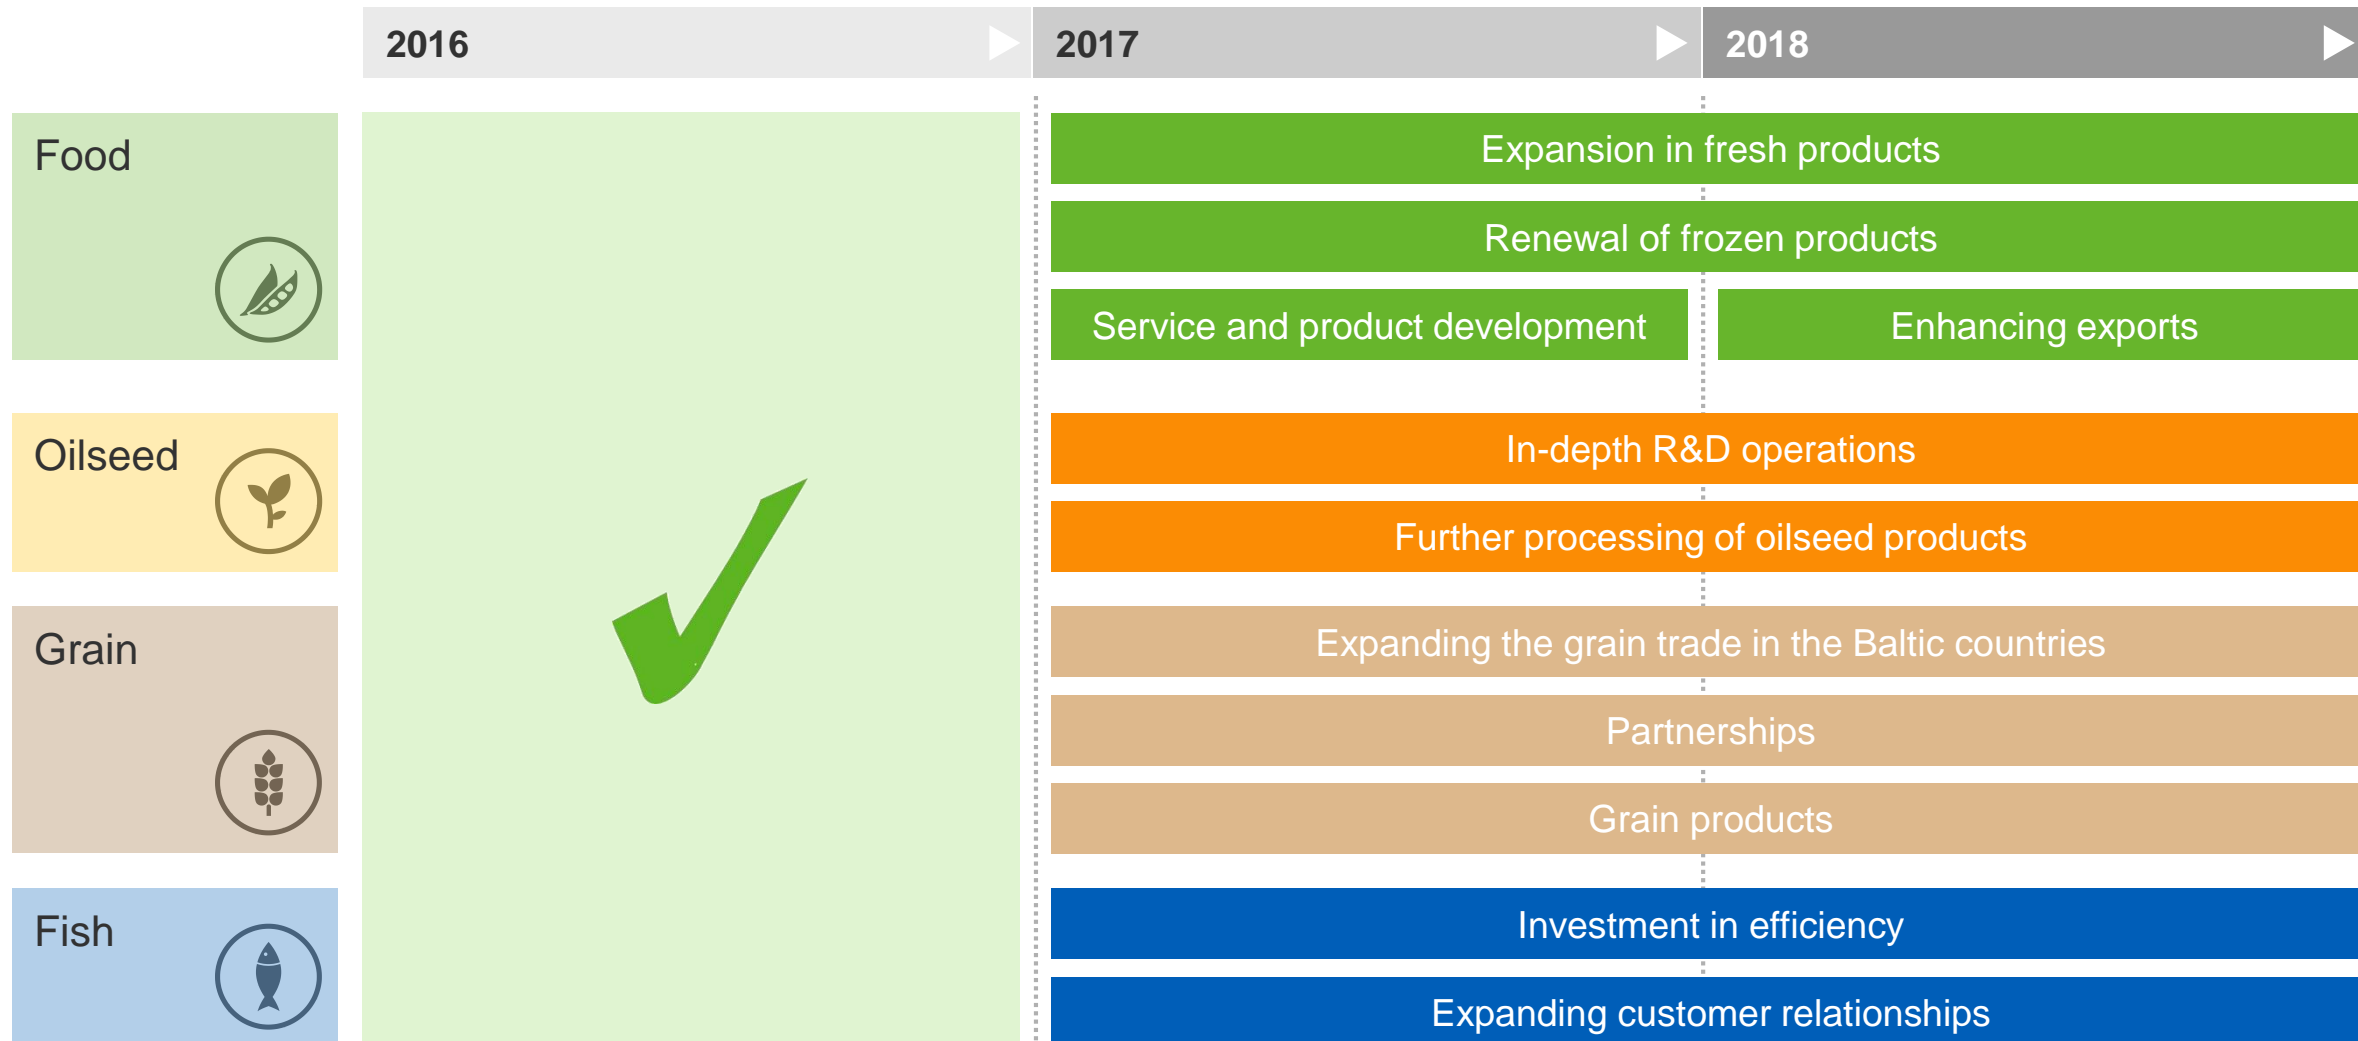 2016
2017
2018
Food
Expansion in fresh products
Renewal of frozen products
Service and product development
Enhancing exports
Oilseed
In-depth R&D operations
Further processing of oilseed products
Grain
Expanding the grain trade in the Baltic countries
Partnerships
Grain products
Fish
Investment in efficiency
Expanding customer relationships